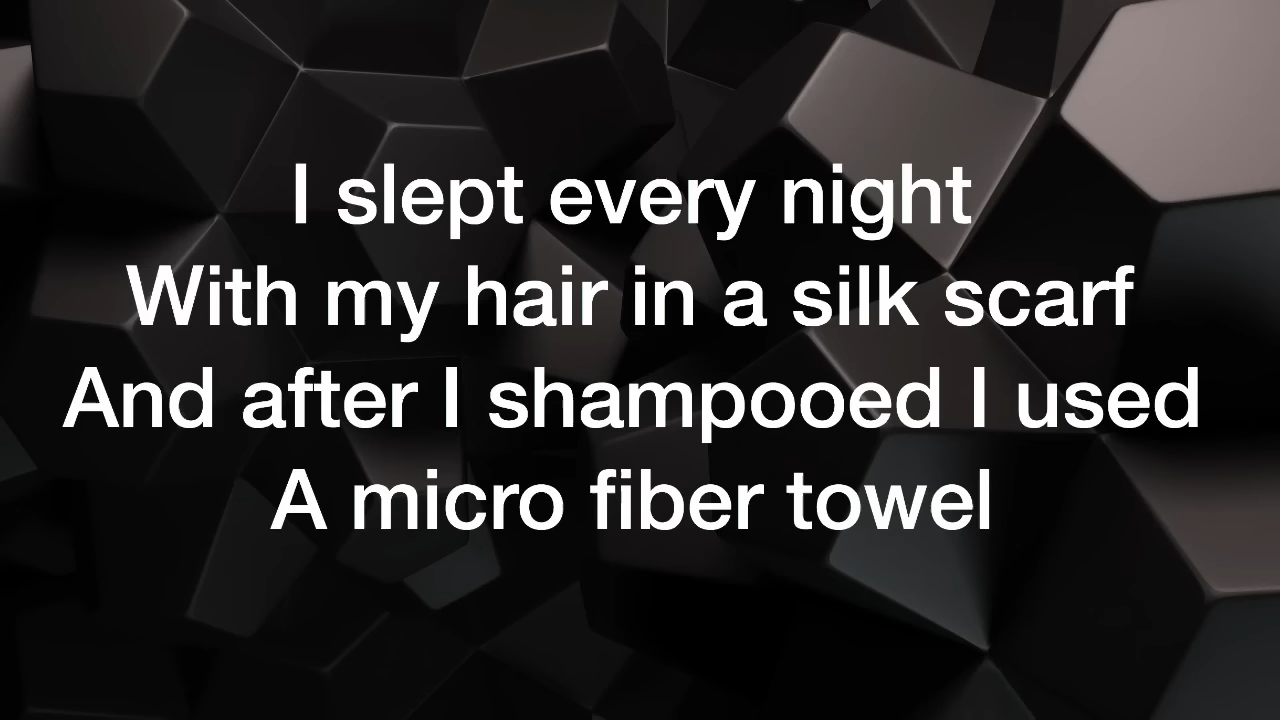 I slept every night
With my hair in a silk scarf
And after I shampooed I used
A micro fiber towel